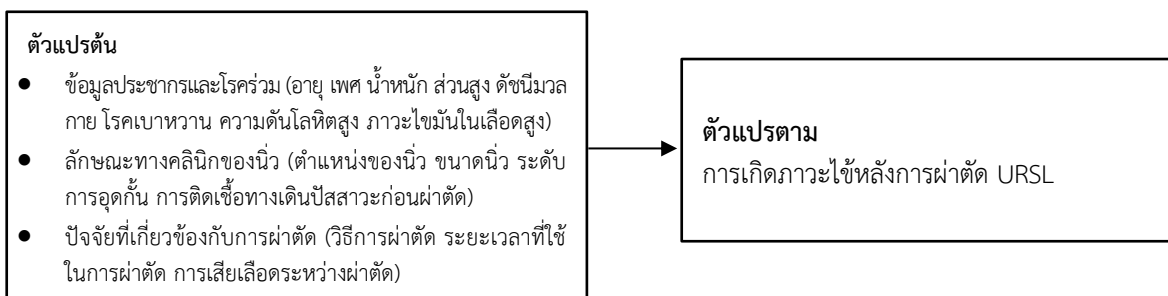 ตัวแปรต้น
● ข้อมูลประชากรและโรคร่วม (อายุ เพศ น้ำหนัก ส่วนสูง ดัชนีมวล
กาย โรคเบาหวาน ความดันโลหิตสูง ภาวะไขมันในเลือดสูง)
● ลักษณะทางคลินิกของนิ่ว (ตำแหน่งของนิ่ว ขนาดนิ่ว ระดับ
การอุดกั้น การติดเชื้อทางเดินปัสสาวะก่อนผ่าตัด)
● ปัจจัยที่เกี่ยวข้องกับการผ่าตัด (วิธีการผ่าตัด ระยะเวลาที่ใช้
ในการผ่าตัด การเสียเลือดระหว่างผ่าตัด)
ตัวแปรตาม
การเกิดภาวะไข้หลังการผ่าตัด URSL